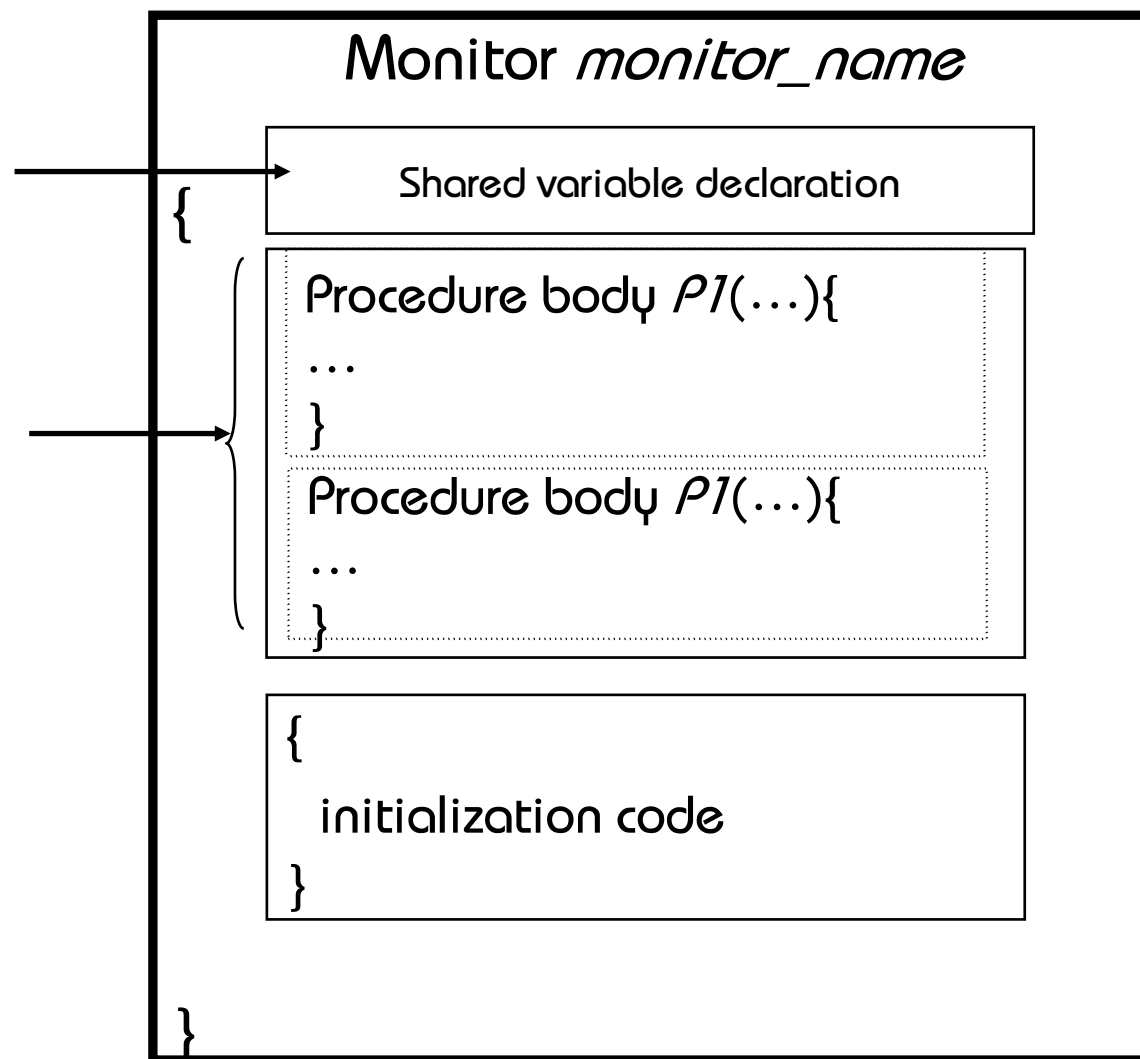 Monitor monitor_name
Shared variable declaration
{
Procedure body P1(...){
...
}
Procedure body P1(...){
...
}
{
initialization code
}
}